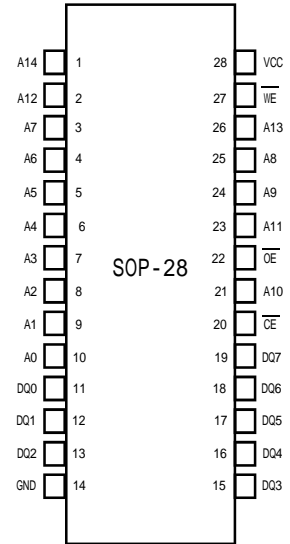 A14 1 28 VCC
A12 2 27 WE
A7 3 26 A13
A6 4 25 A8
A5 5 24 A9
A4 6 23 A11
A3 7 22 OE
SOP-28
A2 8 21 A10
A1 9 20 CE
A0 10 19 DQ7
DQ0 11 18 DQ6
DQ1 12 17 DQ5
DQ2 13 16 DQ4
GND 14 15 DQ3